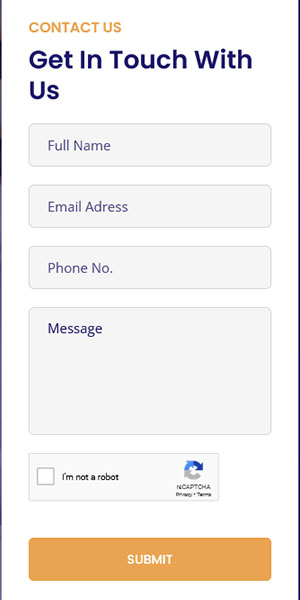 CONTACT US
Get In Touch With
Us
Full Name
Email Adress
Phone No.
Message
I'm not a robot
reCAPTCHA
Privacy • Terms
SUBMIT